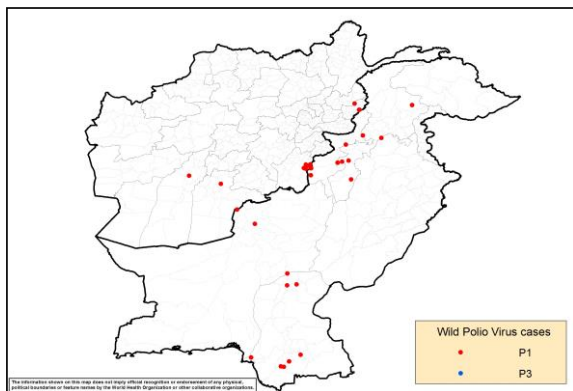 Wild Polio Virus cases
P1
P3
The information shown on this map does not imply official recognition or endorsement of any physical,
political boundaries or feature names by the World Health Organization or other collaborative organizations.